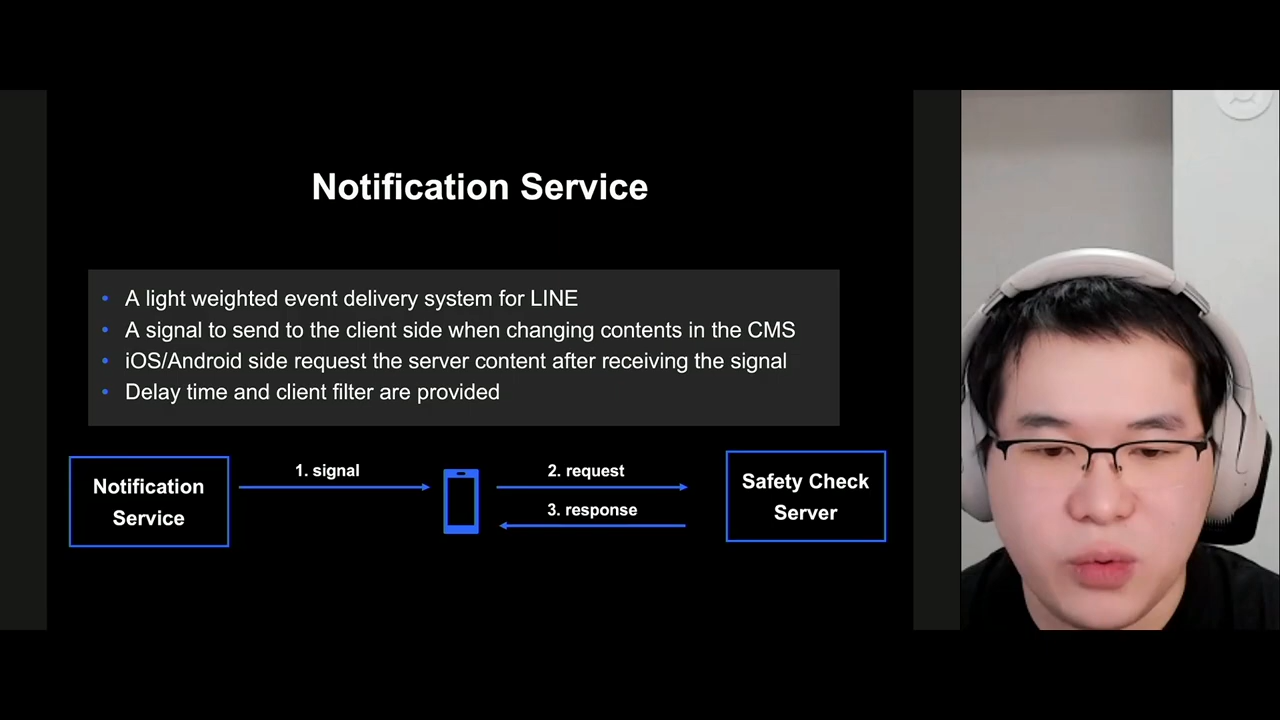 Notification Service
A light weighted event delivery system for LINE
A signal to send to the client side when changing contents in the CMS
iOS/Android side request the server content after receiving the signal
Delay time and client filter are provided
Notification
Service
1. signal
2. request
3. response
Safety Check
Server